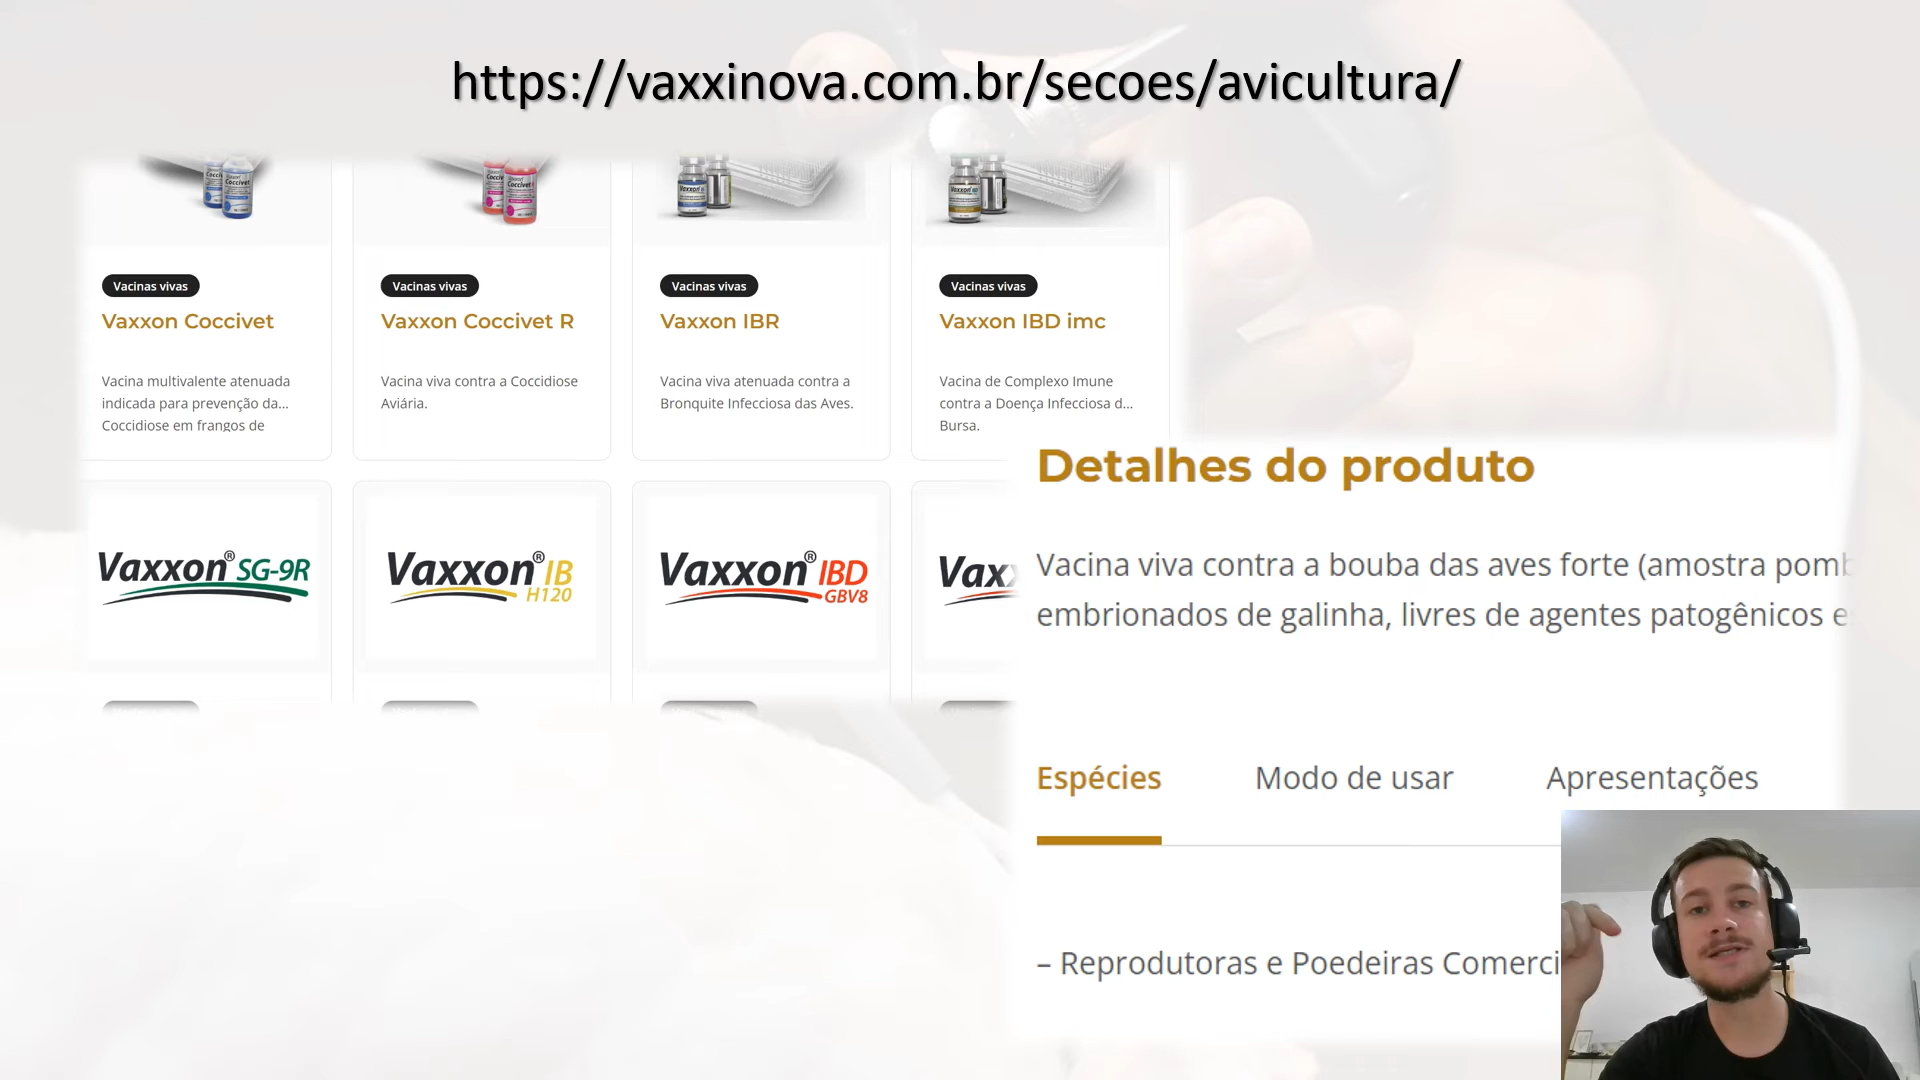 https://vaxxinova.com.br/secoes/avicultura/
Vacinas vivas
Vaxxon Coccivet
Vacina multivalente atenuada
indicada para prevenção da...
Coccidiose em frangos de
Vacinas vivas
Vaxxon Coccivet R
Vacina viva contra a Coccidiose
Aviária.
Vacinas vivas
Vaxxon IBR
Vacina viva atenuada contra a
Bronquite Infecciosa das Aves.
Vacinas vivas
Vaxxon IBD imc
Vacina de Complexo Imune
contra a Doença Infecciosa d...
Bursa.
Vaxxon® SG-9R
Vaxxon® IB
H120
Vaxxon® IBD
GBV8
Detalhes do produto
Vacina viva contra a bouba das aves forte (amostra pomb
embrionados de galinha, livres de agentes patogênicos e
Espécies
Modo de usar
Apresentações
– Reprodutoras e Poedeiras Comerci